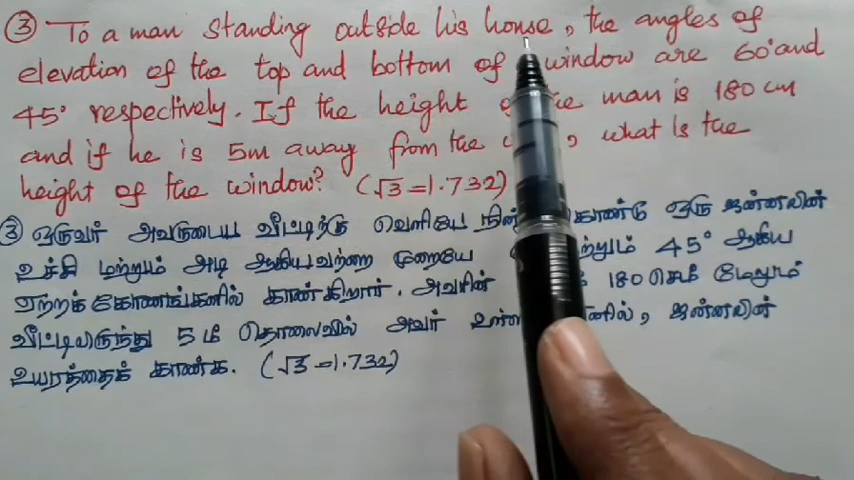 ③ To a man standing outside his house, the angles of
elevation of the top and bottom of window are 60° and
45° respectively. If the height man is 180 cm
and if he is 5m away from the , what is the
height of the window? (√3=1.732)
③ ஒருவர் அவருடைய வீட்டிற்கு வெளியே கொண்டு ஒரு ஜன்னலின்
உச்சி மற்றும் அடி ஆகியவற்றை முறையே 45° ஆகிய
ஏற்றக்கோணங்களில் காண்கிறார். அவரின் 180 செமீ மேலும்
வீட்டிலிருந்து 5 மீ தொலைவில் அவர் ஜன்னலின்
உயரத்தைக் காண்க. (√3=1.732)